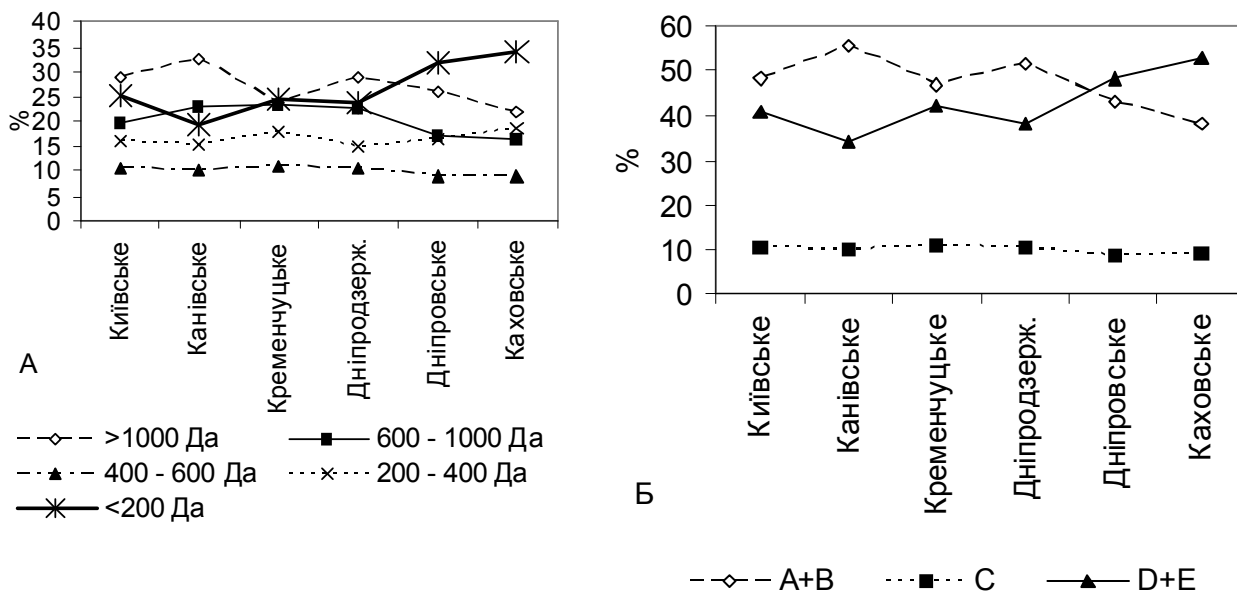 40
35
30
25
20
15
10
5
0
%
Київське
Канівське
Кременчуцьке
Дніпродзерж.
Дніпровське
Каховське
А
>1000 Да
600 - 1000 Да
400 - 600 Да
200 - 400 Да
<200 Да
60
50
40
30
20
10
0
%
Київське
Канівське
Кременчуцьке
Дніпродзерж.
Дніпровське
Каховське
Б
A+B
C
D+E